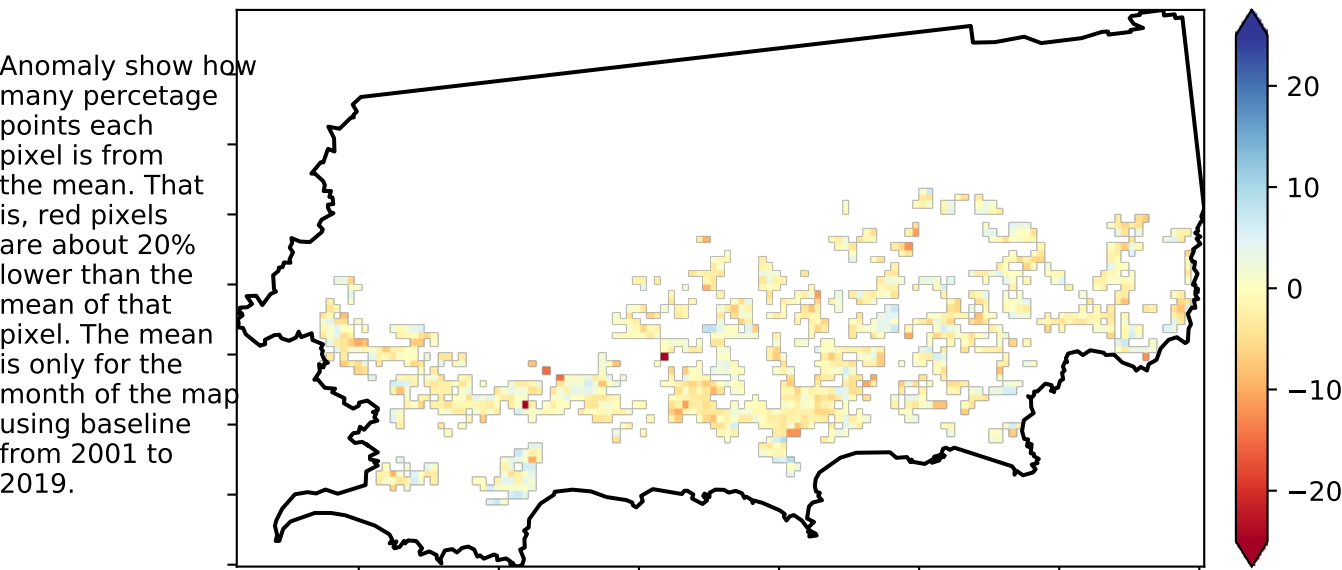 Anomaly show how
many percetage
points each
pixel is from
the mean. That
is, red pixels
are about 20%
lower than the
mean of that
pixel. The mean
is only for the
month of the map
using baseline
from 2001 to
2019.
20
10
0
−10
−20